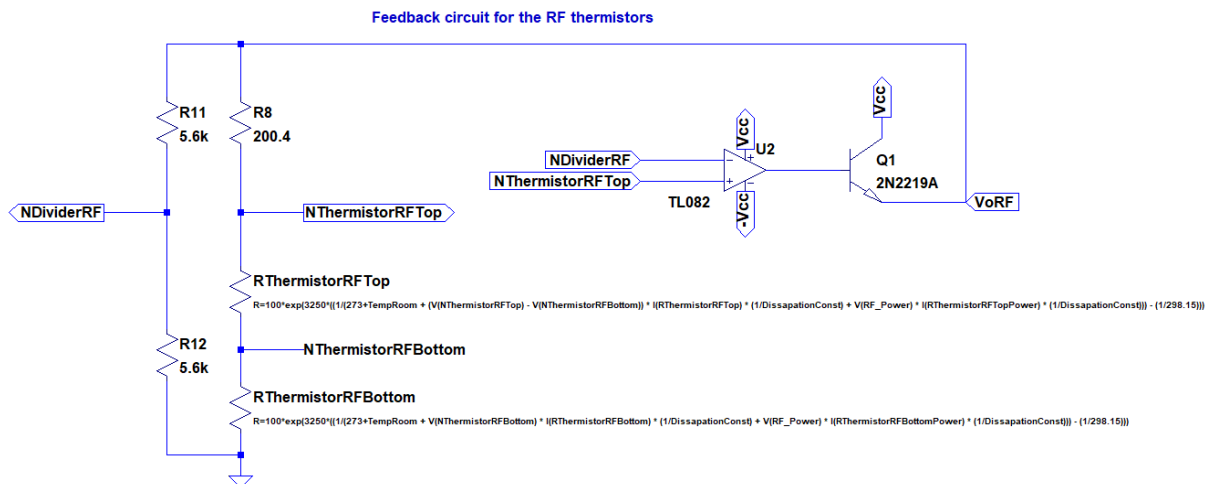 Feedback circuit for the RF thermistors
R11
5.6k
R8
200.4
Vcc
Vcc
U2
NDividerRF
NThermistorRFTop
TL082
-Vcc
Q1
2N2219A
VoRF
NDividerRF
NThermistorRFTop
RThermistorRFTop
R=100*exp(3250*((1/(273+TempRoom + (V(NThermistorRFTop) - V(NThermistorRFBottom)) * I(RThermistorRFTop) * (1/DissapationConst) + V(RF_Power) * I(RThermistorRFTopPower) * (1/DissapationConst))) - (1/298.15)))
R12
5.6k
NThermistorRFBottom
RThermistorRFBottom
R=100*exp(3250*((1/(273+TempRoom + V(NThermistorRFBottom) * I(RThermistorRFBottom) * (1/DissapationConst) + V(RF_Power) * I(RThermistorRFBottomPower) * (1/DissapationConst))) - (1/298.15)))